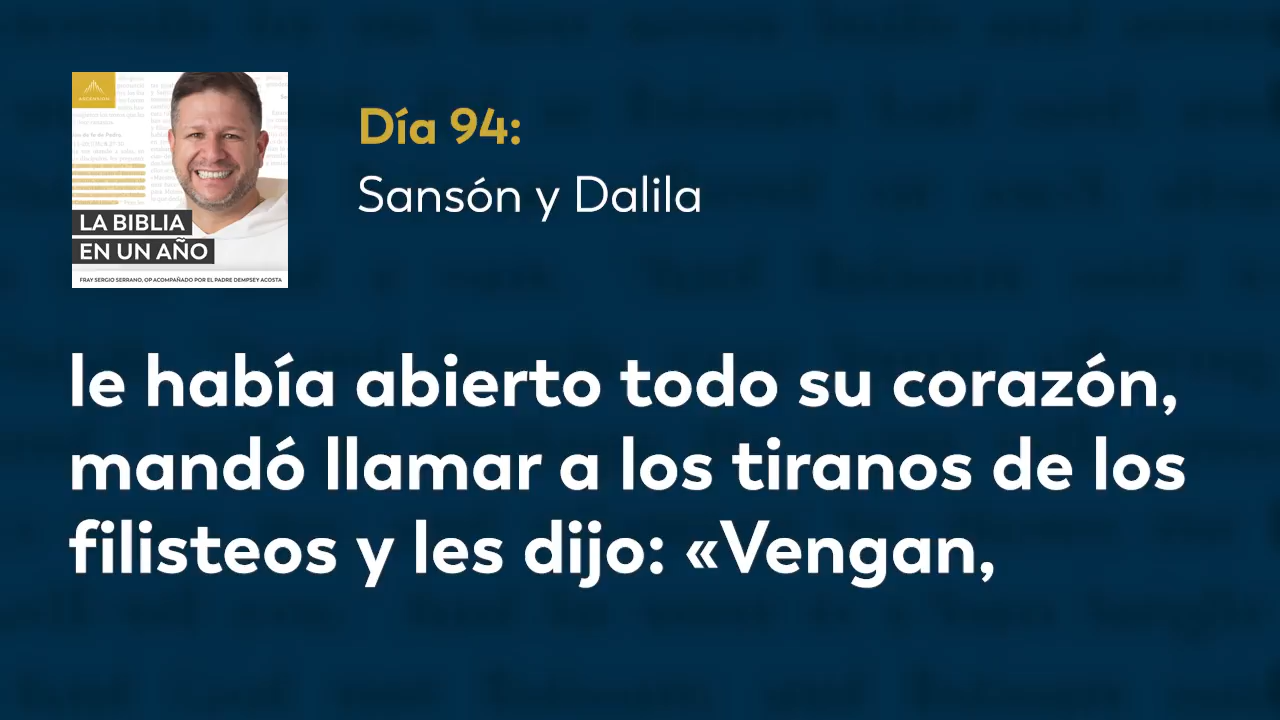 ASCENSION
Día 94:
Sansón y Dalila
LA BIBLIA
EN UN AÑO
FRAY SERGIO SERRANO, OP ACOMPAÑADO POR EL PADRE DEMPSEY ACOSTA
le había abierto todo su corazón,
mandó llamar a los tiranos de los
filisteos y les dijo: «Vengan,